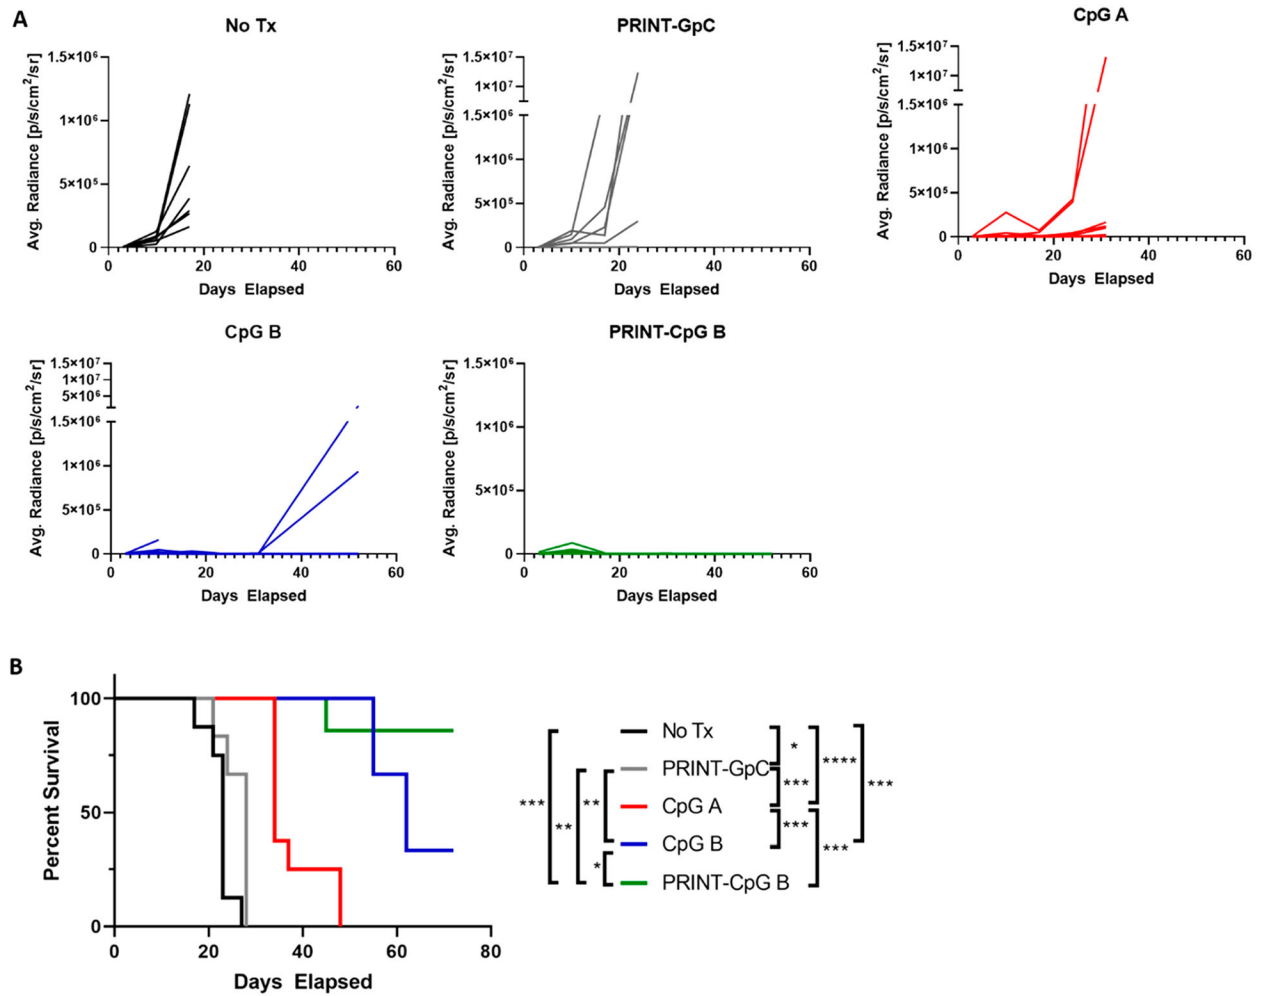 A
No Tx
Avg. Radiance [p/s/cm²/sr]
1.5×10⁶
1×10⁶
5×10⁵
0
0 20 40 60
Days Elapsed
PRINT-GpC
Avg. Radiance [p/s/cm²/sr]
1.5×10⁷
1×10⁷
1.5×10⁶
1×10⁶
5×10⁵
0
0 20 40 60
Days Elapsed
CpG A
Avg. Radiance [p/s/cm²/sr]
1.5×10⁷
1×10⁷
1.5×10⁶
1×10⁶
5×10⁵
0
0 20 40 60
Days Elapsed
CpG B
Avg. Radiance [p/s/cm²/sr]
1.5×10⁷
1×10⁷
5×10⁶
1.5×10⁶
1×10⁶
5×10⁵
0
0 20 40 60
Days Elapsed
PRINT-CpG B
Avg. Radiance [p/s/cm²/sr]
1.5×10⁶
1×10⁶
5×10⁵
0
0 20 40 60
Days Elapsed
B
Percent Survival
100
50
0
0 20 40 60 80
Days Elapsed
No Tx
PRINT-GpC
CpG A
CpG B
PRINT-CpG B
***
**
**
*
*
***
***
****
***
***